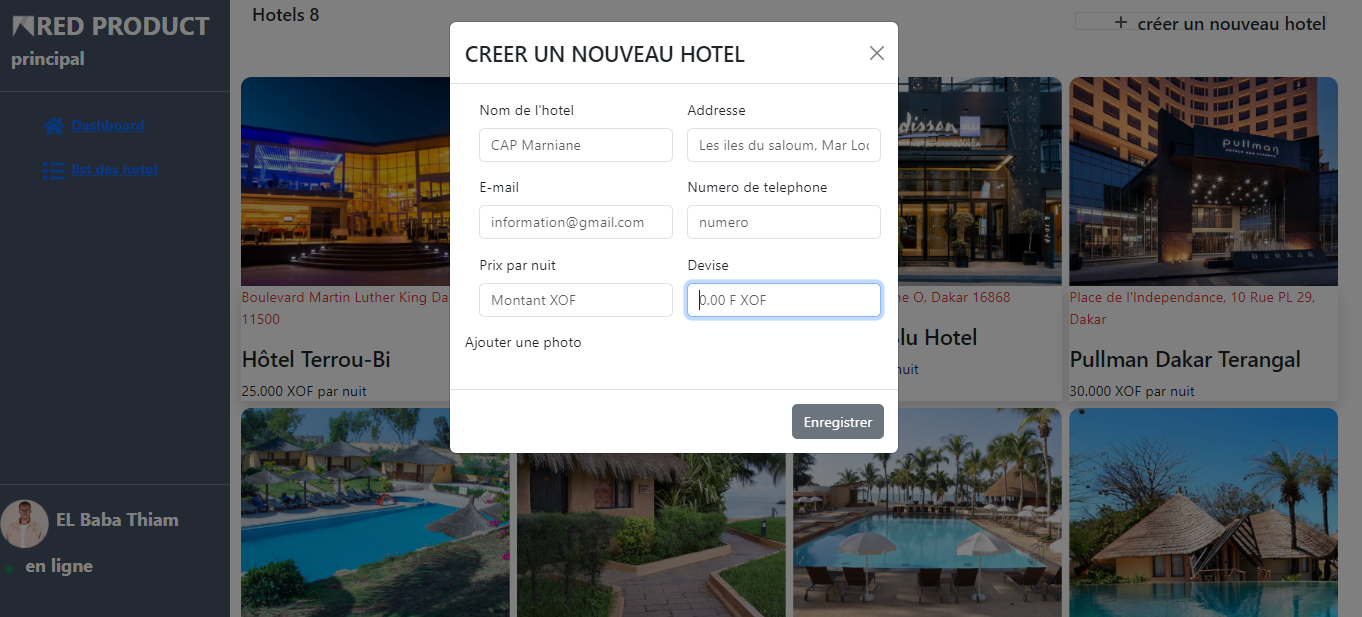 RED PRODUCT
principal
Dashboard
list des hotel
EL Baba Thiam
en ligne
Hotels 8
+ créer un nouveau hotel
CREER UN NOUVEAU HOTEL
Nom de l'hotel
Addresse
CAP Marniane
Les iles du saloum, Mar Loc
E-mail
Numero de telephone
information@gmail.com
numero
Prix par nuit
Devise
Montant XOF
0.00 F XOF
Ajouter une photo
Enregistrer
Boulevard Martin Luther King Da
11500
Hôtel Terrou-Bi
25.000 XOF par nuit
O, Dakar 16868
lu Hotel
nuit
pullman
Place de l'Independance, 10 Rue PL 29,
Dakar
Pullman Dakar Terangal
30.000 XOF par nuit